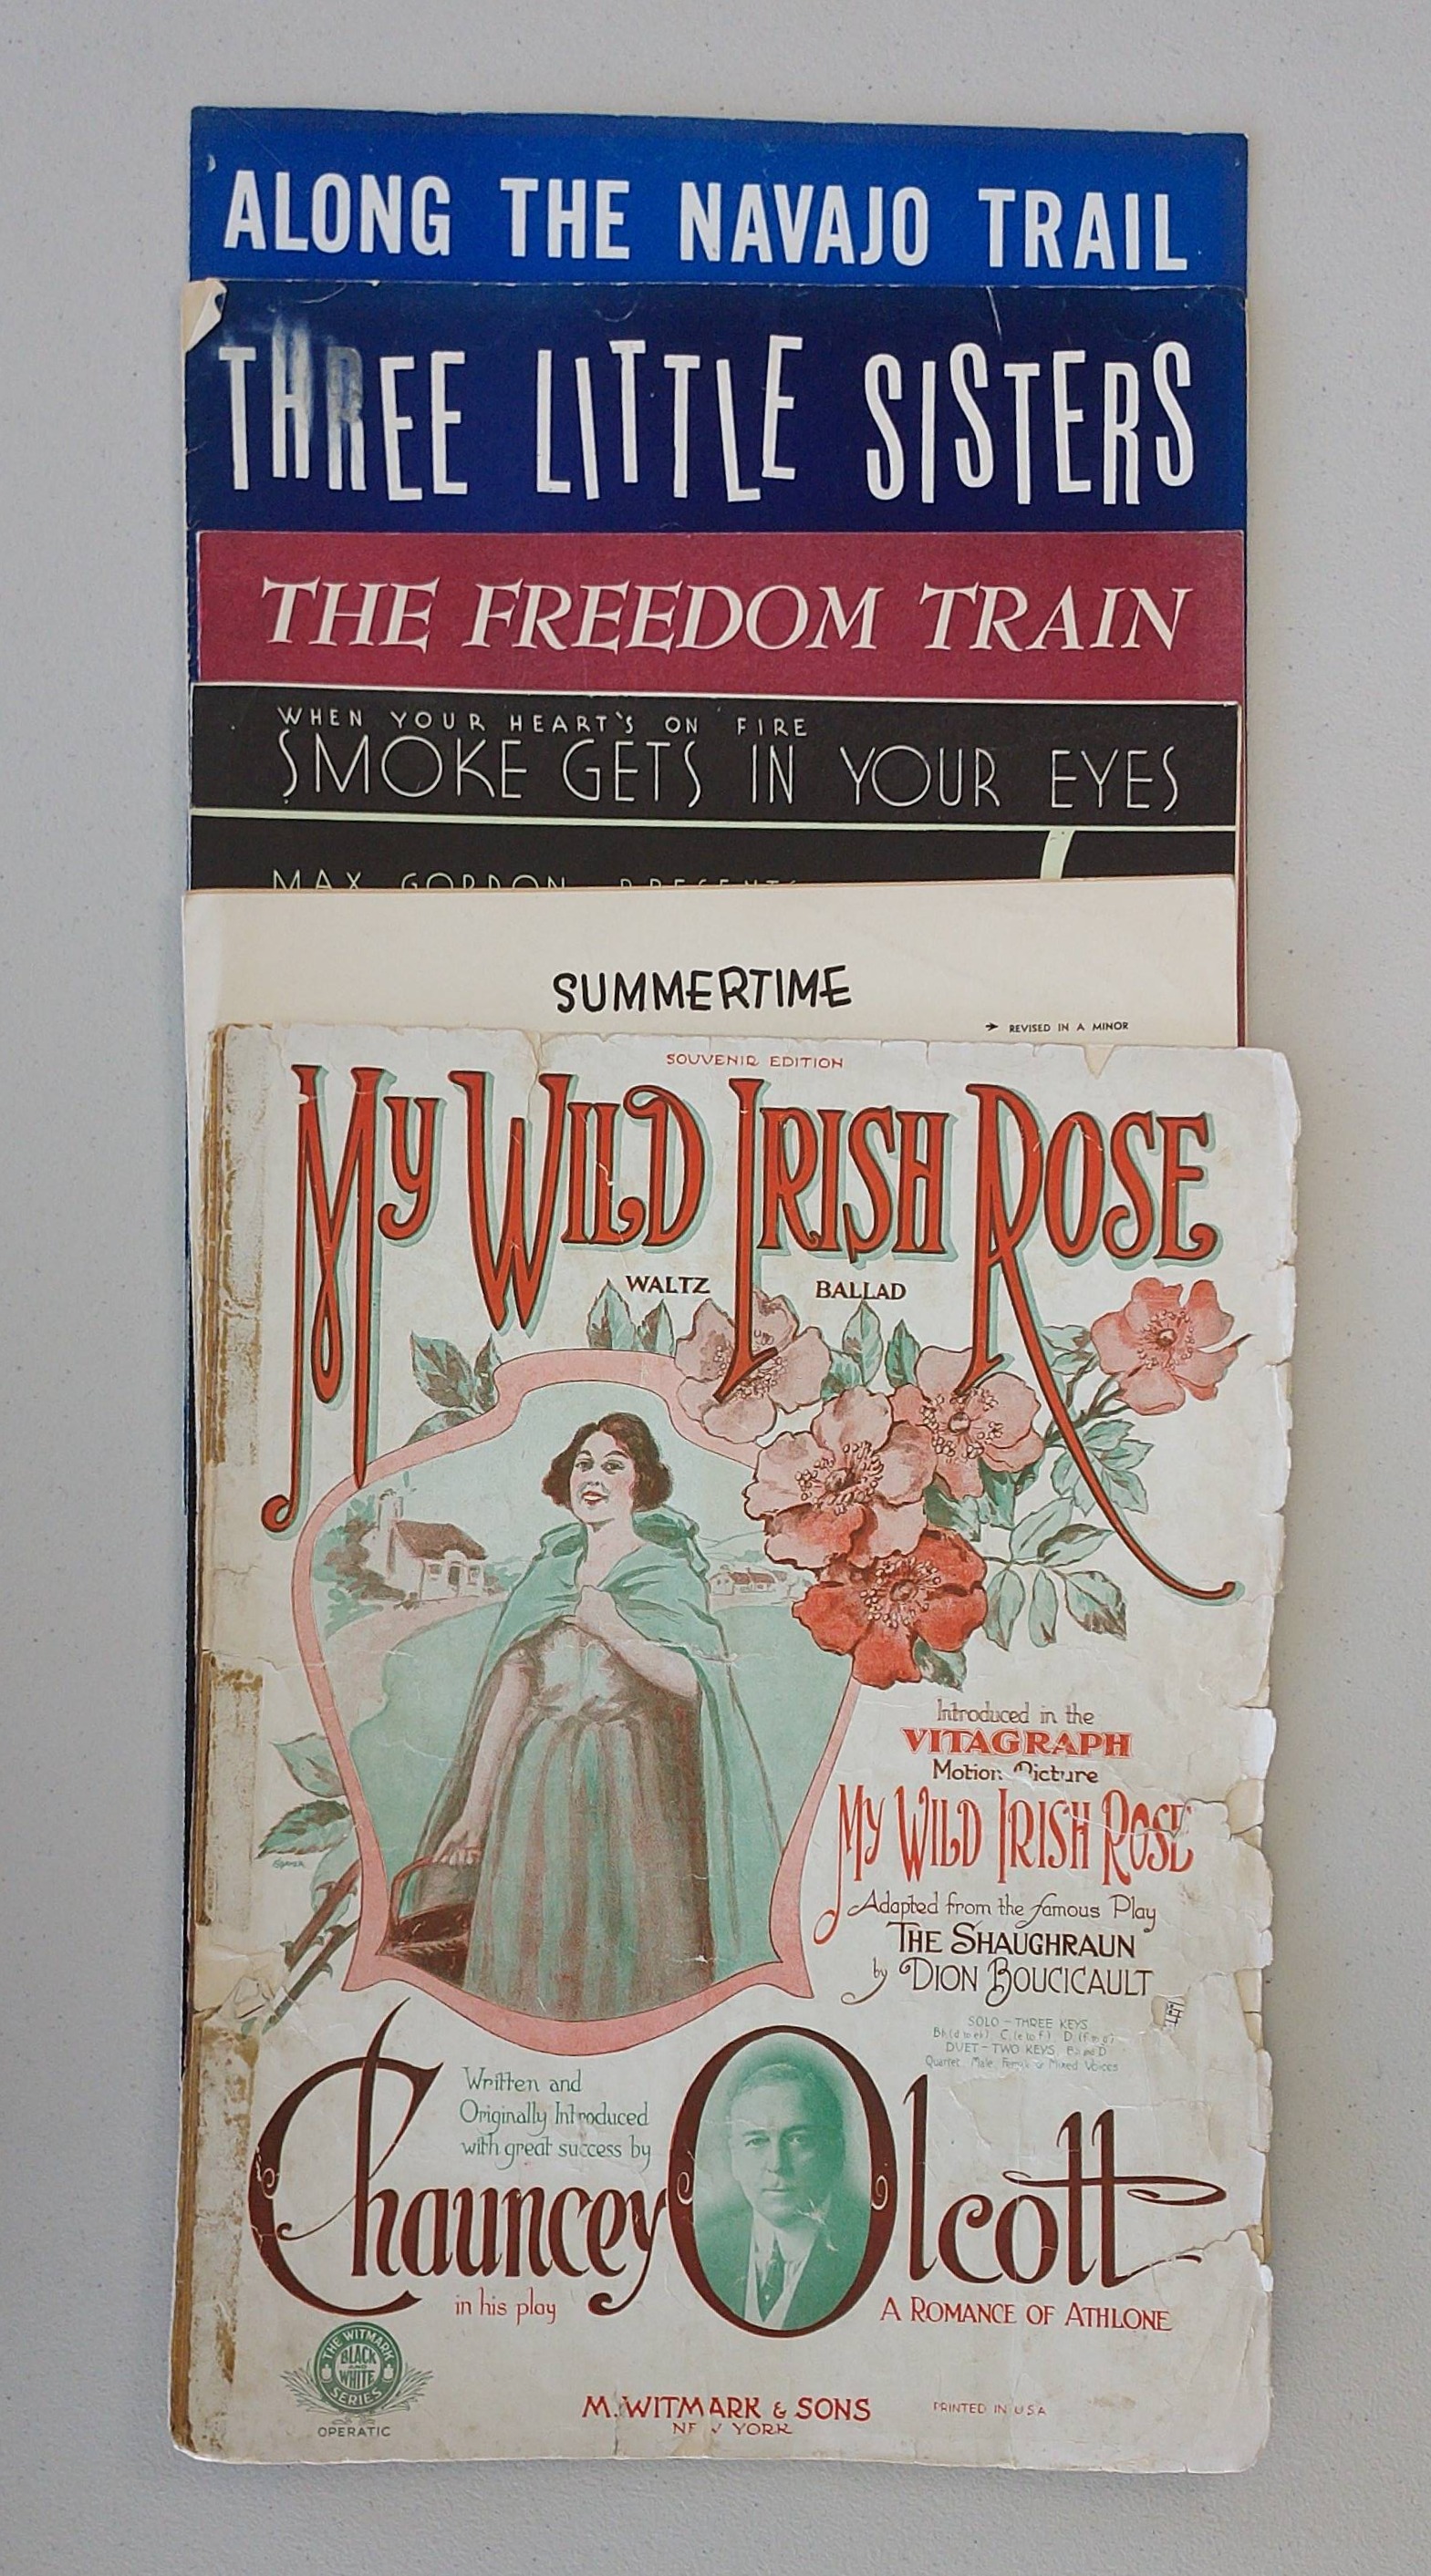 ALONG THE NAVAJO TRAIL
THREE LITTLE SISTERS
THE FREEDOM TRAIN
WHEN YOUR HEART'S ON FIRE
SMOKE GETS IN YOUR EYES
MAX GORDON PRESENTS
SUMMERTIME
REVISED IN A MINOR
SOUVENIR EDITION
MY WILD IRISH ROSE
WALTZ BALLAD
Introduced in the
VITAGRAPH
Motion Picture
MY WILD IRISH ROSE
Adapted from the famous Play
THE SHAUGHRAUN
by DION BOUCICAULT
SOLO - THREE KEYS
DUET - TWO KEYS
Quartet, Male, Mixed Voices
Written and
Originally Introduced
with great success by
Chauncey Olcott
in his play
A ROMANCE OF ATHLONE
THE WITMARK
BLACK
AND
WHITE
SERIES
OPERATIC
M. WITMARK & SONS
NEW YORK
PRINTED IN U.S.A